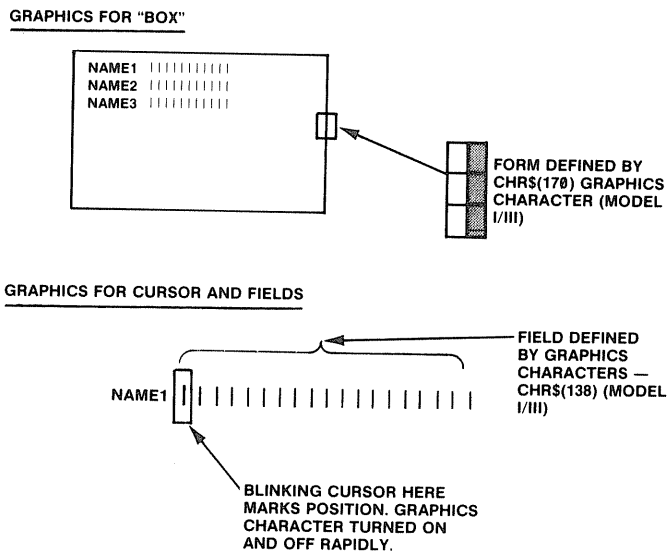 GRAPHICS FOR “BOX”
NAME1
NAME2
NAME3
FORM DEFINED BY
CHR$(170) GRAPHICS
CHARACTER (MODEL
I/III)
GRAPHICS FOR CURSOR AND FIELDS
FIELD DEFINED
BY GRAPHICS
CHARACTERS —
CHR$(138) (MODEL
I/III)
NAME1
BLINKING CURSOR HERE
MARKS POSITION. GRAPHICS
CHARACTER TURNED ON
AND OFF RAPIDLY.